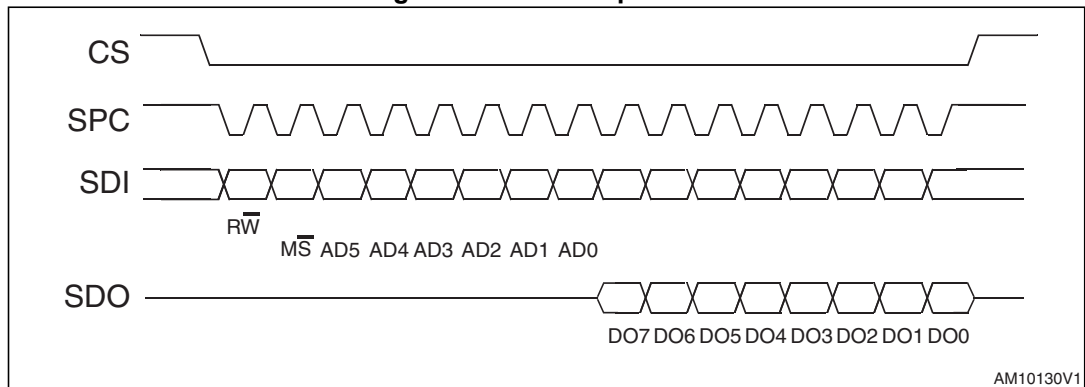 CS
SPC
SDI
RW̅
MS̅ AD5 AD4 AD3 AD2 AD1 AD0
SDO
DO7 DO6 DO5 DO4 DO3 DO2 DO1 DO0
AM10130V1